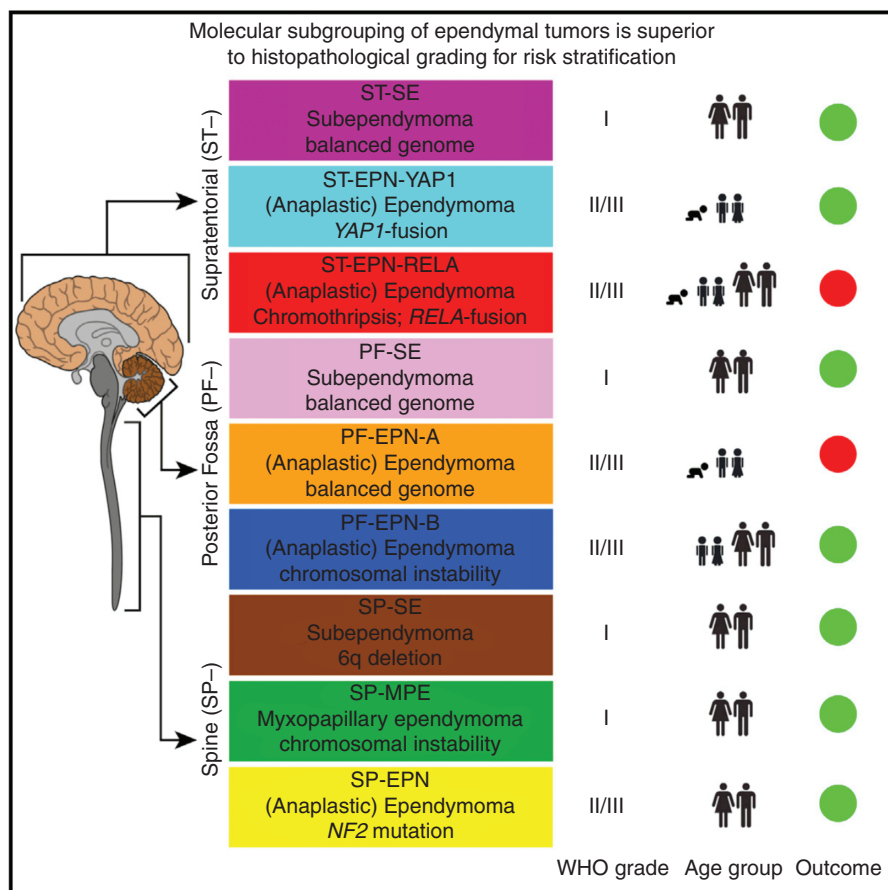 Molecular subgrouping of ependymal tumors is superior
to histopathological grading for risk stratification
Supratentorial (ST–)
ST-SE
Subependymoma
balanced genome
I
ST-EPN-YAP1
(Anaplastic) Ependymoma
YAP1-fusion
II/III
ST-EPN-RELA
(Anaplastic) Ependymoma
Chromothripsis; RELA-fusion
II/III
Posterior Fossa (PF–)
PF-SE
Subependymoma
balanced genome
I
PF-EPN-A
(Anaplastic) Ependymoma
balanced genome
II/III
PF-EPN-B
(Anaplastic) Ependymoma
chromosomal instability
II/III
Spine (SP–)
SP-SE
Subependymoma
6q deletion
I
SP-MPE
Myxopapillary ependymoma
chromosomal instability
I
SP-EPN
(Anaplastic) Ependymoma
NF2 mutation
II/III
WHO grade Age group Outcome